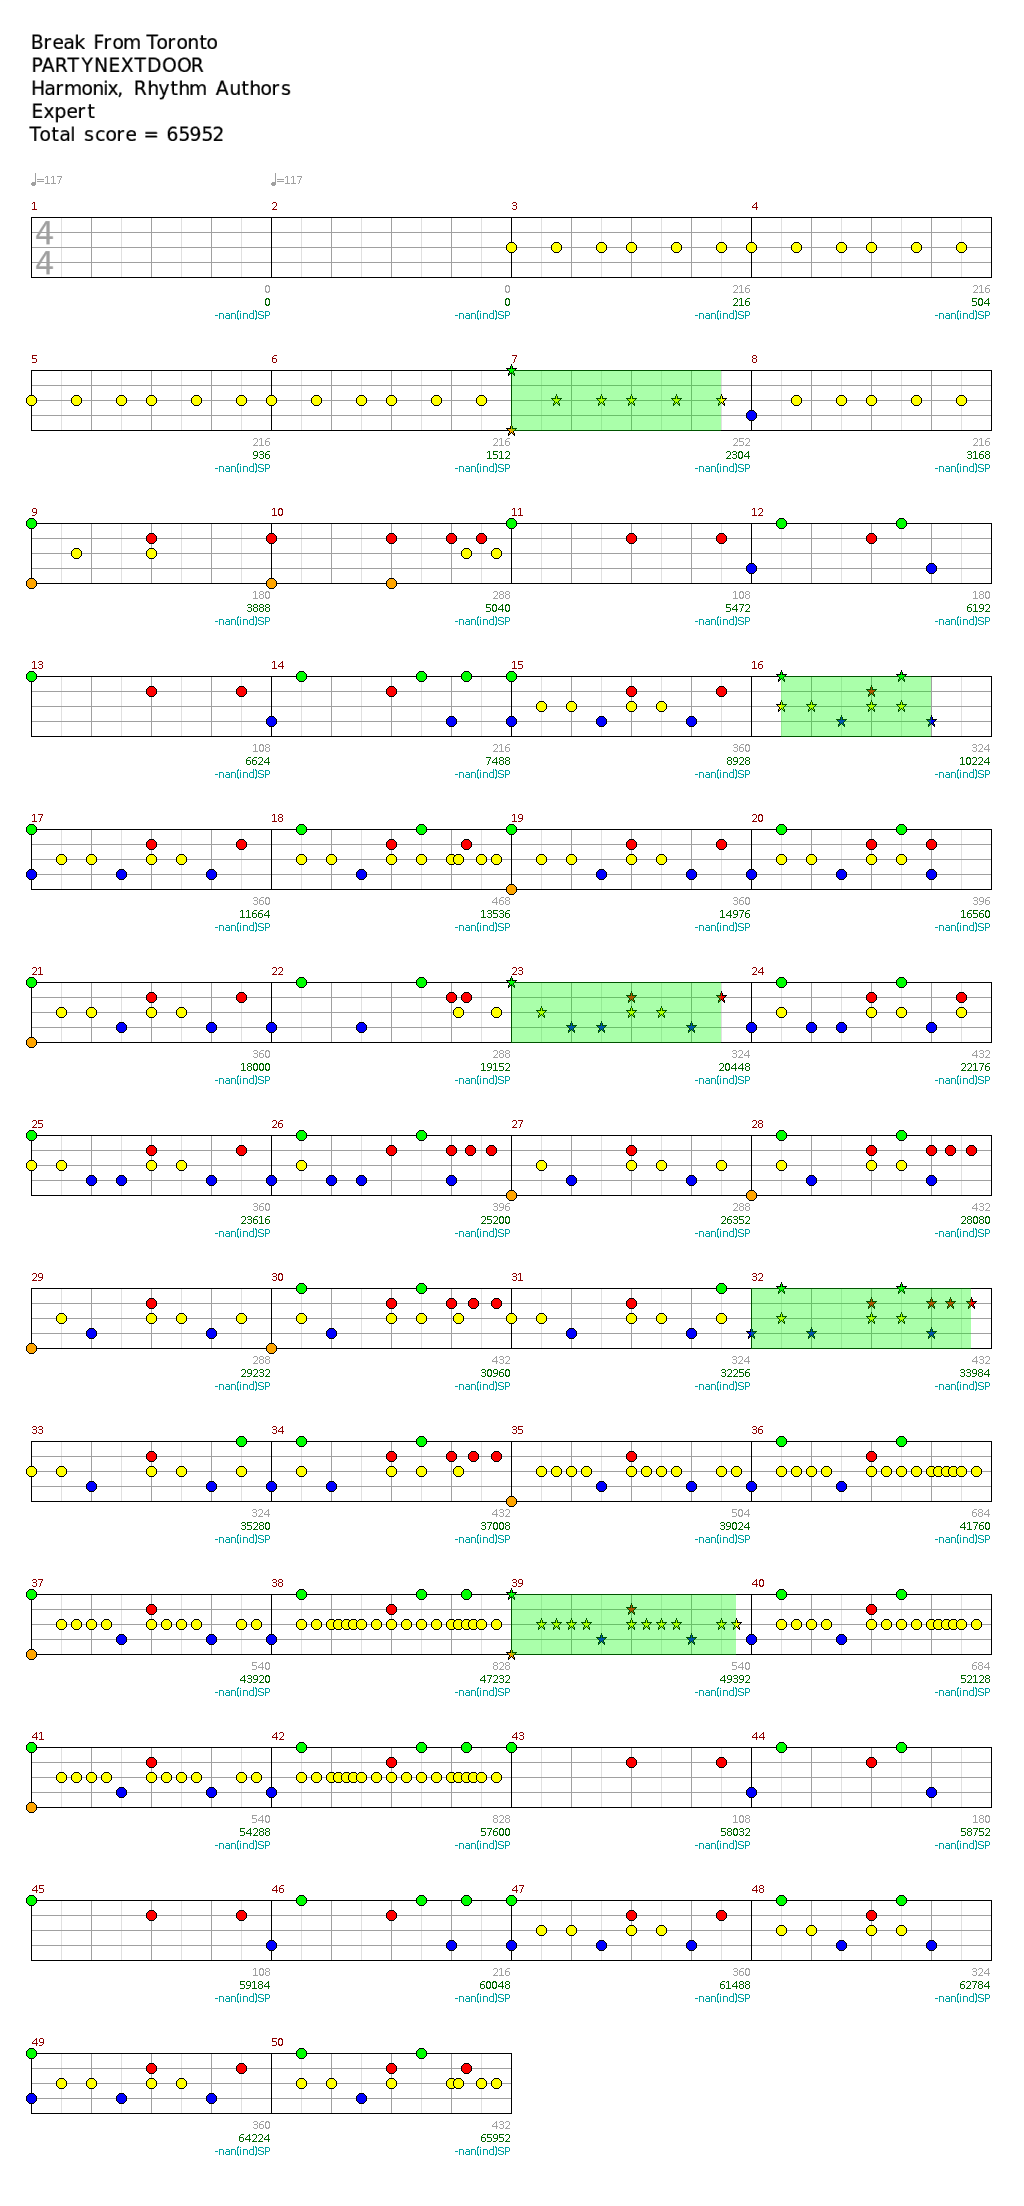 Break From Toronto
PARTYNEXTDOOR
Harmonix, Rhythm Authors
Expert
Total score = 65952
♩=117 ♩=117
1 2 3 4
4
4
0 0 216 216
0 0 216 504
-nan(ind)SP -nan(ind)SP -nan(ind)SP -nan(ind)SP
5 6 7 8
216 216 252 216
936 1512 2304 3168
-nan(ind)SP -nan(ind)SP -nan(ind)SP -nan(ind)SP
9 10 11 12
180 288 108 180
3888 5040 5472 6192
-nan(ind)SP -nan(ind)SP -nan(ind)SP -nan(ind)SP
13 14 15 16
108 216 360 324
6624 7488 8928 10224
-nan(ind)SP -nan(ind)SP -nan(ind)SP -nan(ind)SP
17 18 19 20
360 468 360 396
11664 13536 14976 16560
-nan(ind)SP -nan(ind)SP -nan(ind)SP -nan(ind)SP
21 22 23 24
360 288 324 432
18000 19152 20448 22176
-nan(ind)SP -nan(ind)SP -nan(ind)SP -nan(ind)SP
25 26 27 28
360 396 288 432
23616 25200 26352 28080
-nan(ind)SP -nan(ind)SP -nan(ind)SP -nan(ind)SP
29 30 31 32
288 432 324 432
29232 30960 32256 33984
-nan(ind)SP -nan(ind)SP -nan(ind)SP -nan(ind)SP
33 34 35 36
324 432 504 684
35280 37008 39024 41760
-nan(ind)SP -nan(ind)SP -nan(ind)SP -nan(ind)SP
37 38 39 40
540 828 540 684
43920 47232 49392 52128
-nan(ind)SP -nan(ind)SP -nan(ind)SP -nan(ind)SP
41 42 43 44
540 828 108 180
54288 57600 58032 58752
-nan(ind)SP -nan(ind)SP -nan(ind)SP -nan(ind)SP
45 46 47 48
108 216 360 324
59184 60048 61488 62784
-nan(ind)SP -nan(ind)SP -nan(ind)SP -nan(ind)SP
49 50
360 432
64224 65952
-nan(ind)SP -nan(ind)SP